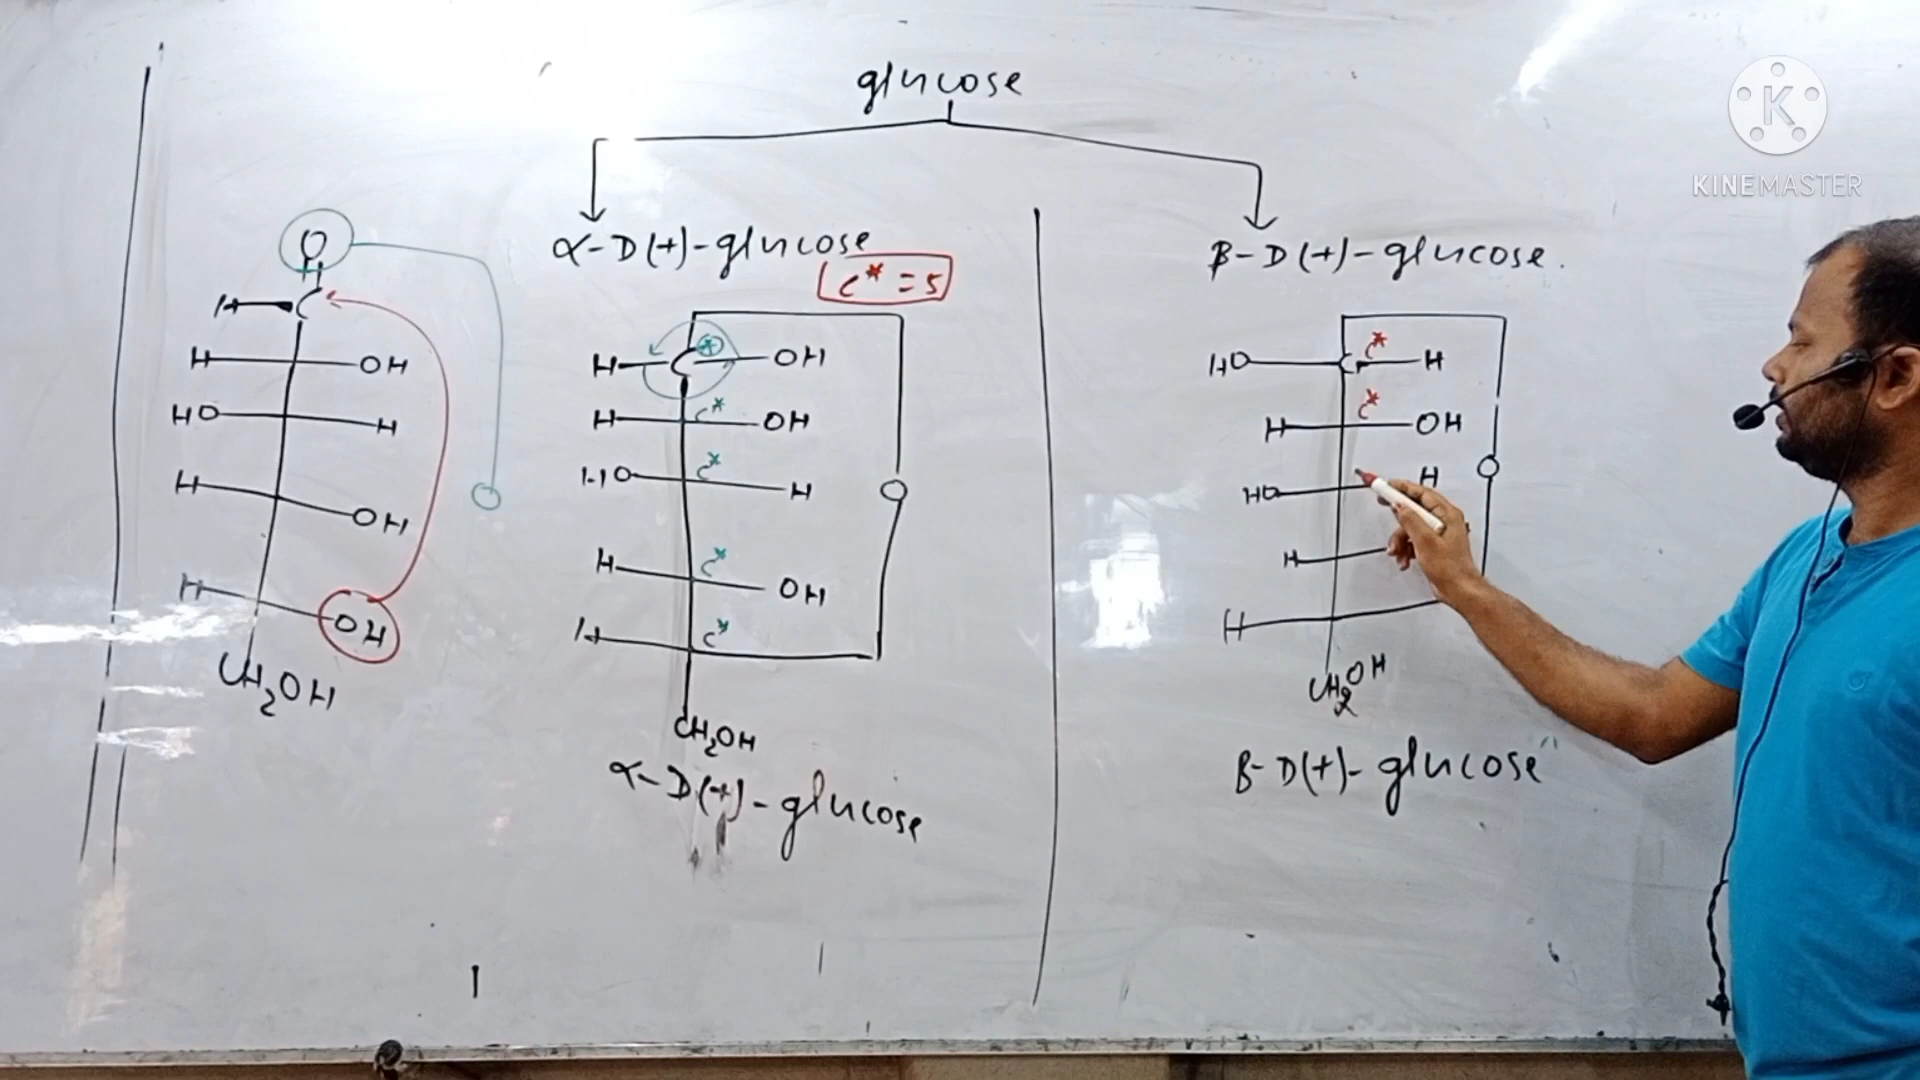 glucose
α-D(+)-glucose
C* = 5
β-D(+)-glucose.
O
H C
H OH
HO H
H OH
H OH
CH2OH
O
H C * OH
H C* OH
HO C* H
H C* OH
H C*
O
CH2OH
α-D(+)-glucose
HO C C* H
H C* OH
HO H
H
H
O
CH2OH
β-D(+)-glucose"
K
KINEMASTER